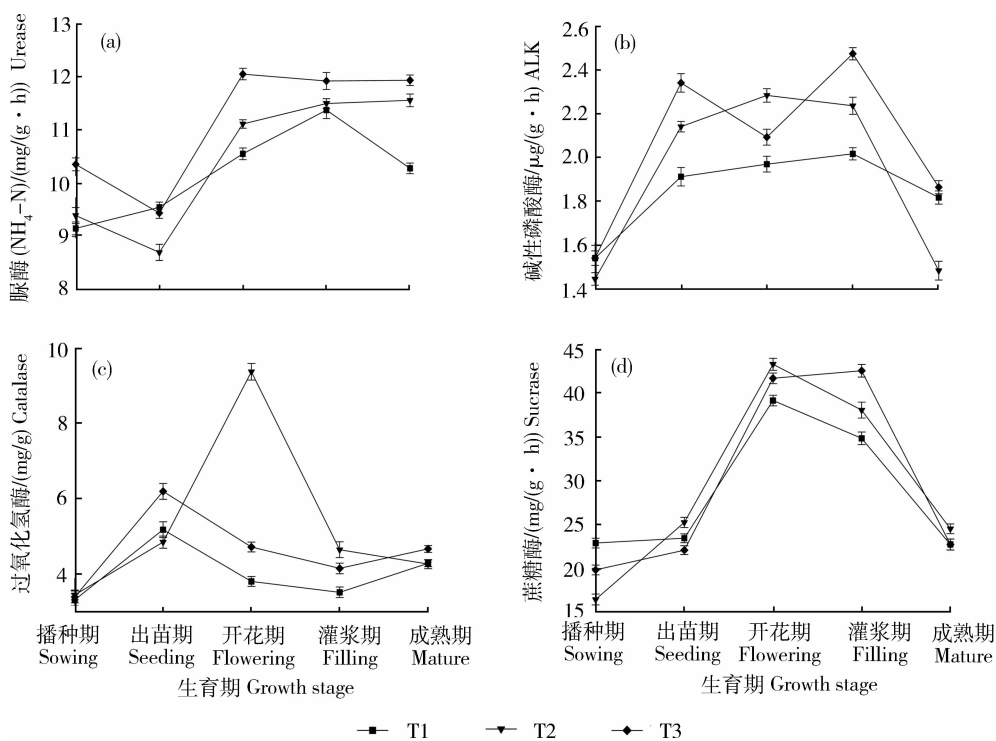 脲酶 (NH₄-N)/(mg/(g·h)) Urease
13
12
11
10
9
8
(a)
碱性磷酸酶/μg/(g·h) ALK
2.6
2.4
2.2
2.0
1.8
1.6
1.4
(b)
过氧化氢酶/(mg/g) Catalase
10
8
6
4
(c)
播种期 出苗期 开花期 灌浆期 成熟期
Sowing Seeding Flowering Filling Mature
生育期 Growth stage
蔗糖酶/(mg/(g·h)) Sucrase
45
40
35
30
25
20
15
(d)
播种期 出苗期 开花期 灌浆期 成熟期
Sowing Seeding Flowering Filling Mature
生育期 Growth stage
T1 T2 T3